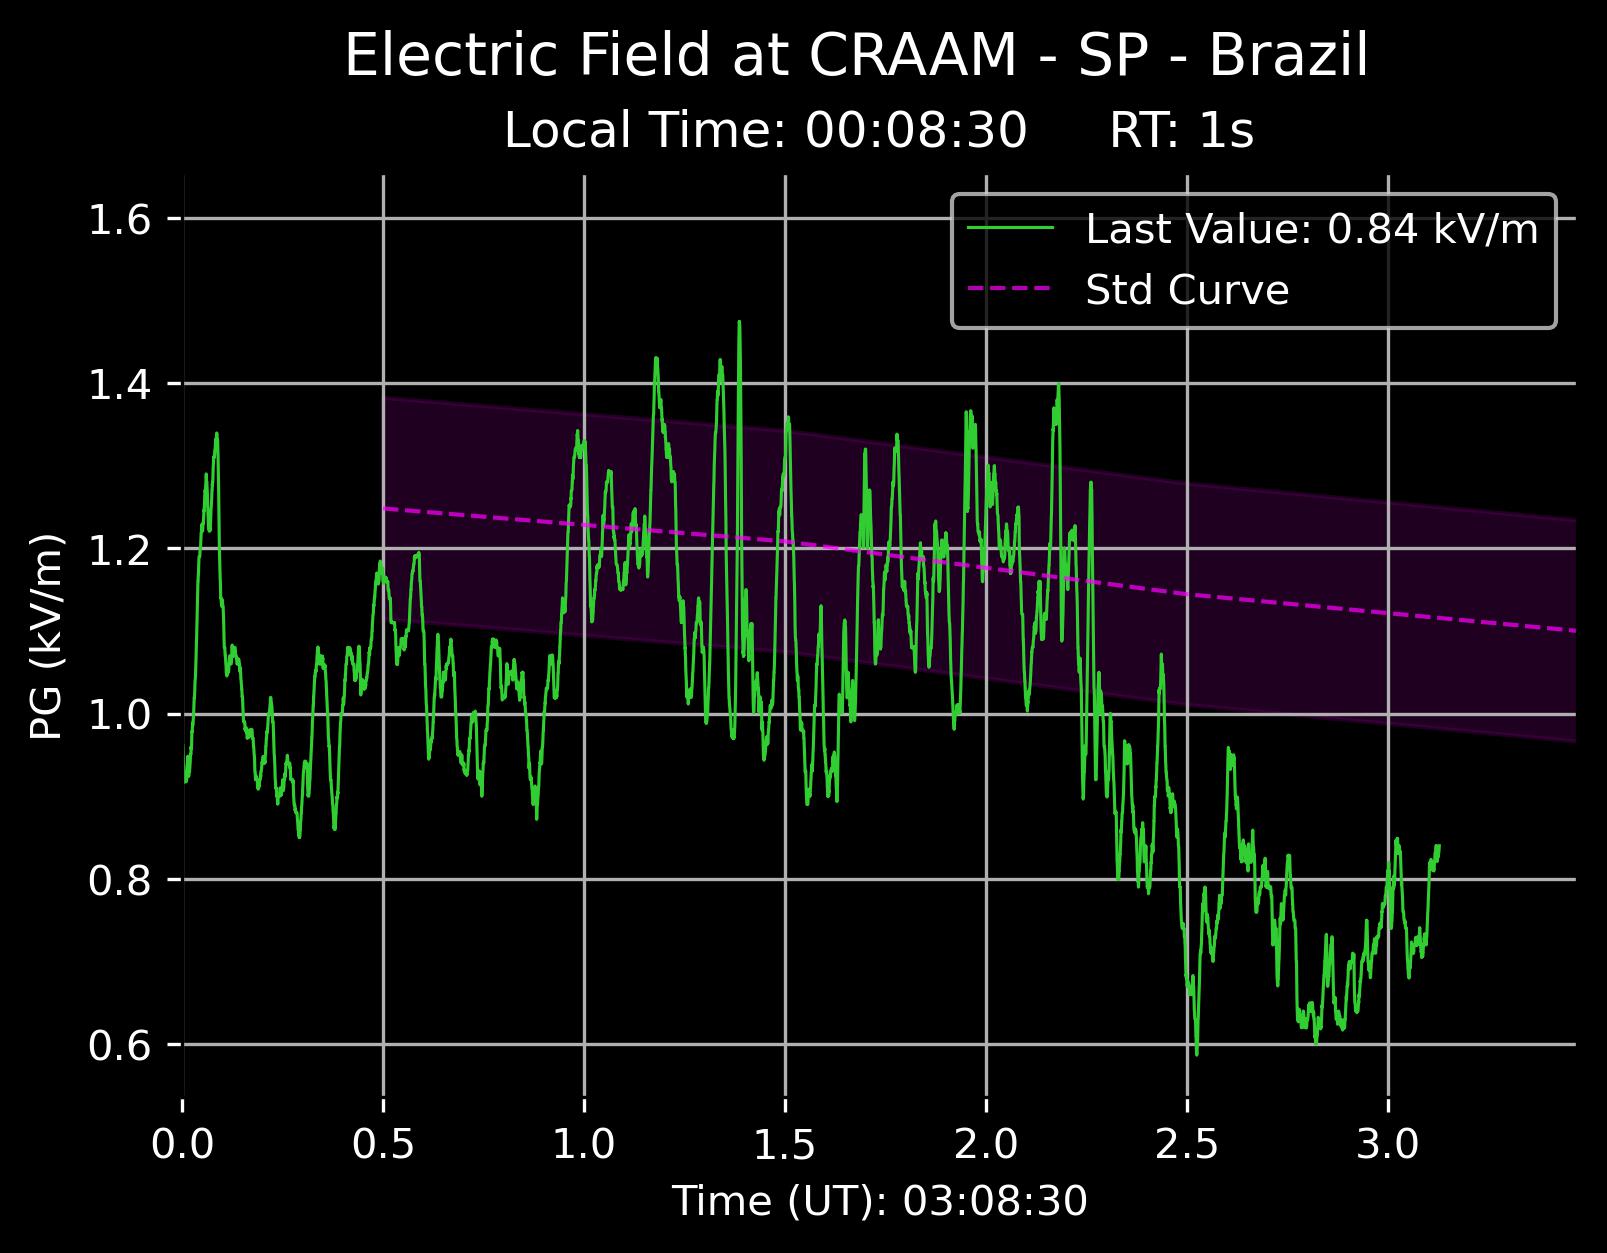 Electric Field at CRAAM - SP - Brazil
Local Time: 00:08:30 RT: 1s
Last Value: 0.84 kV/m
Std Curve
PG (kV/m)
1.6
1.4
1.2
1.0
0.8
0.6
0.0 0.5 1.0 1.5 2.0 2.5 3.0
Time (UT): 03:08:30